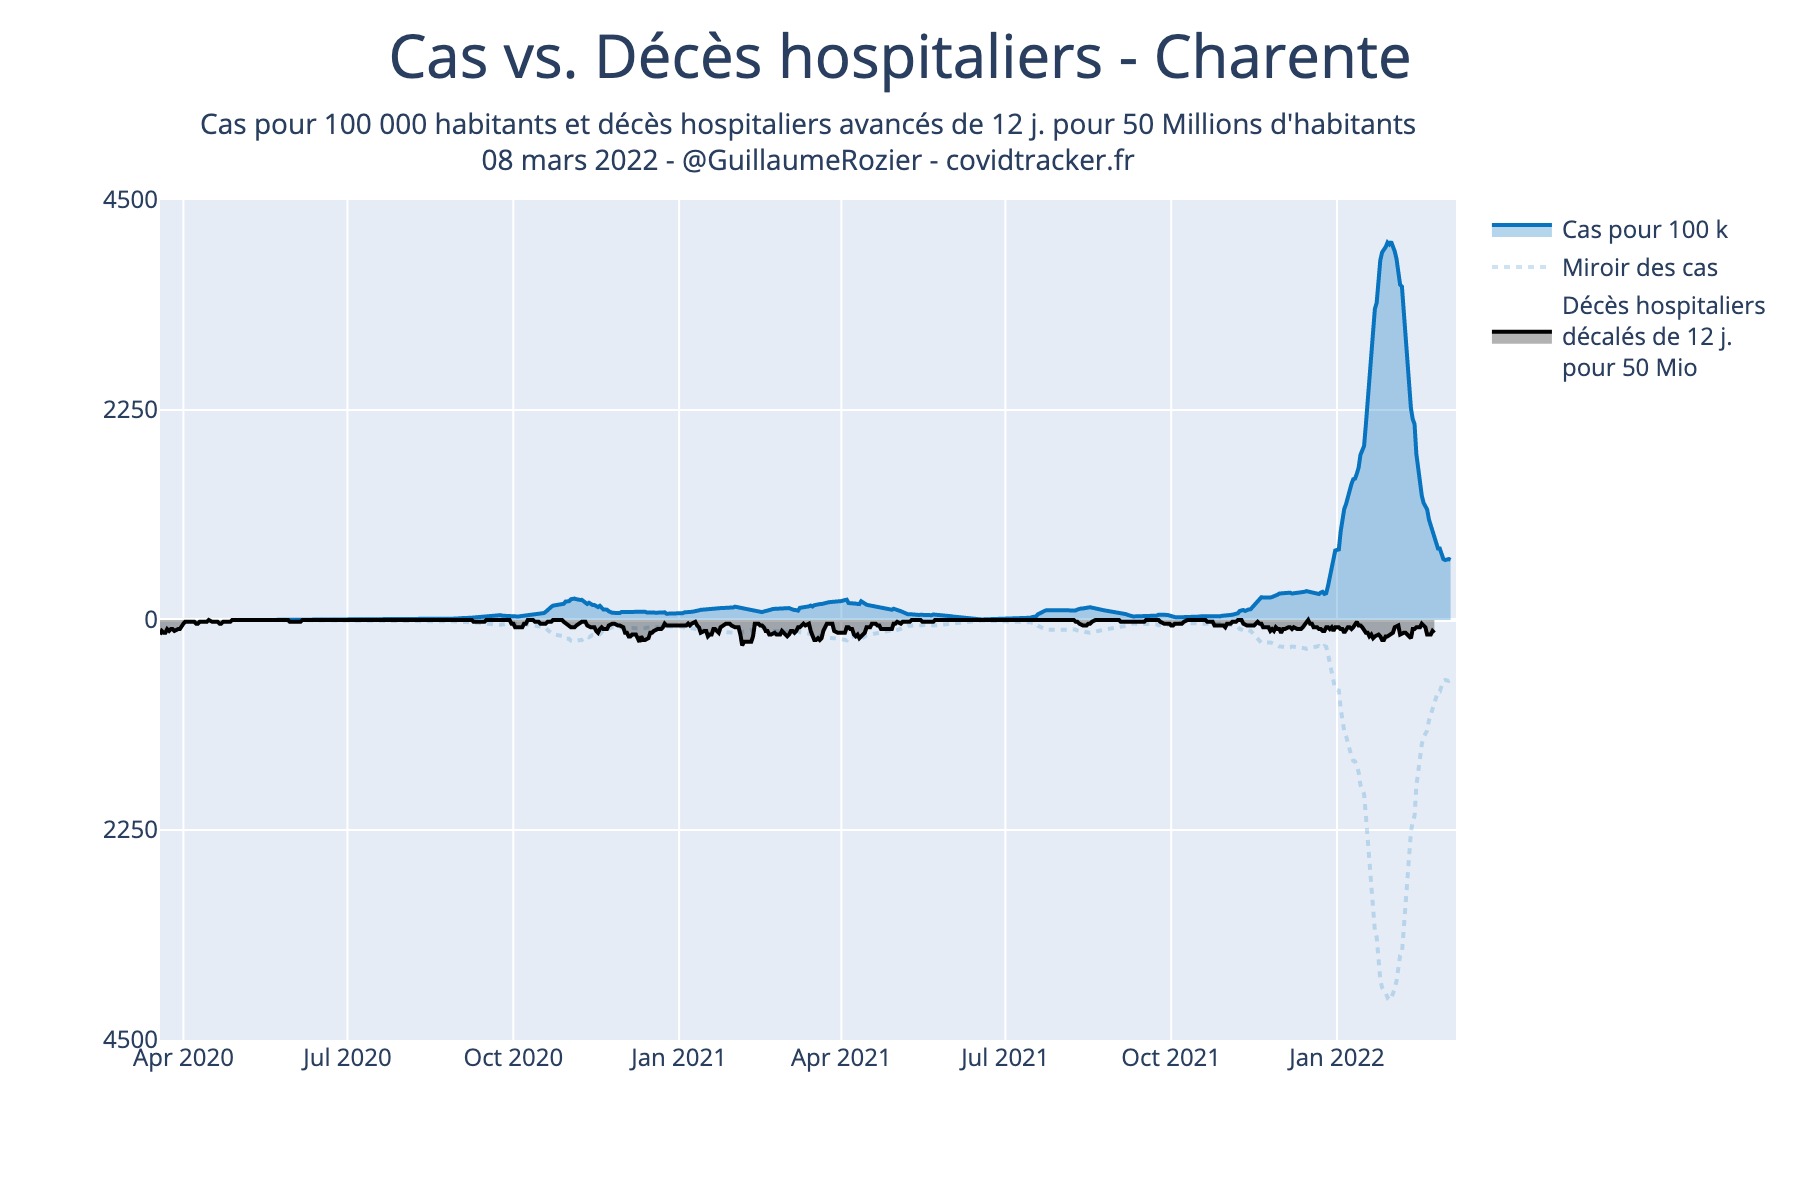 Cas vs. Décès hospitaliers - Charente
Cas pour 100 000 habitants et décès hospitaliers avancés de 12 j. pour 50 Millions d'habitants
08 mars 2022 - @GuillaumeRozier - covidtracker.fr
4500
2250
0
2250
4500
Apr 2020
Jul 2020
Oct 2020
Jan 2021
Apr 2021
Jul 2021
Oct 2021
Jan 2022
Cas pour 100 k
Miroir des cas
Décès hospitaliers
décalés de 12 j.
pour 50 Mio